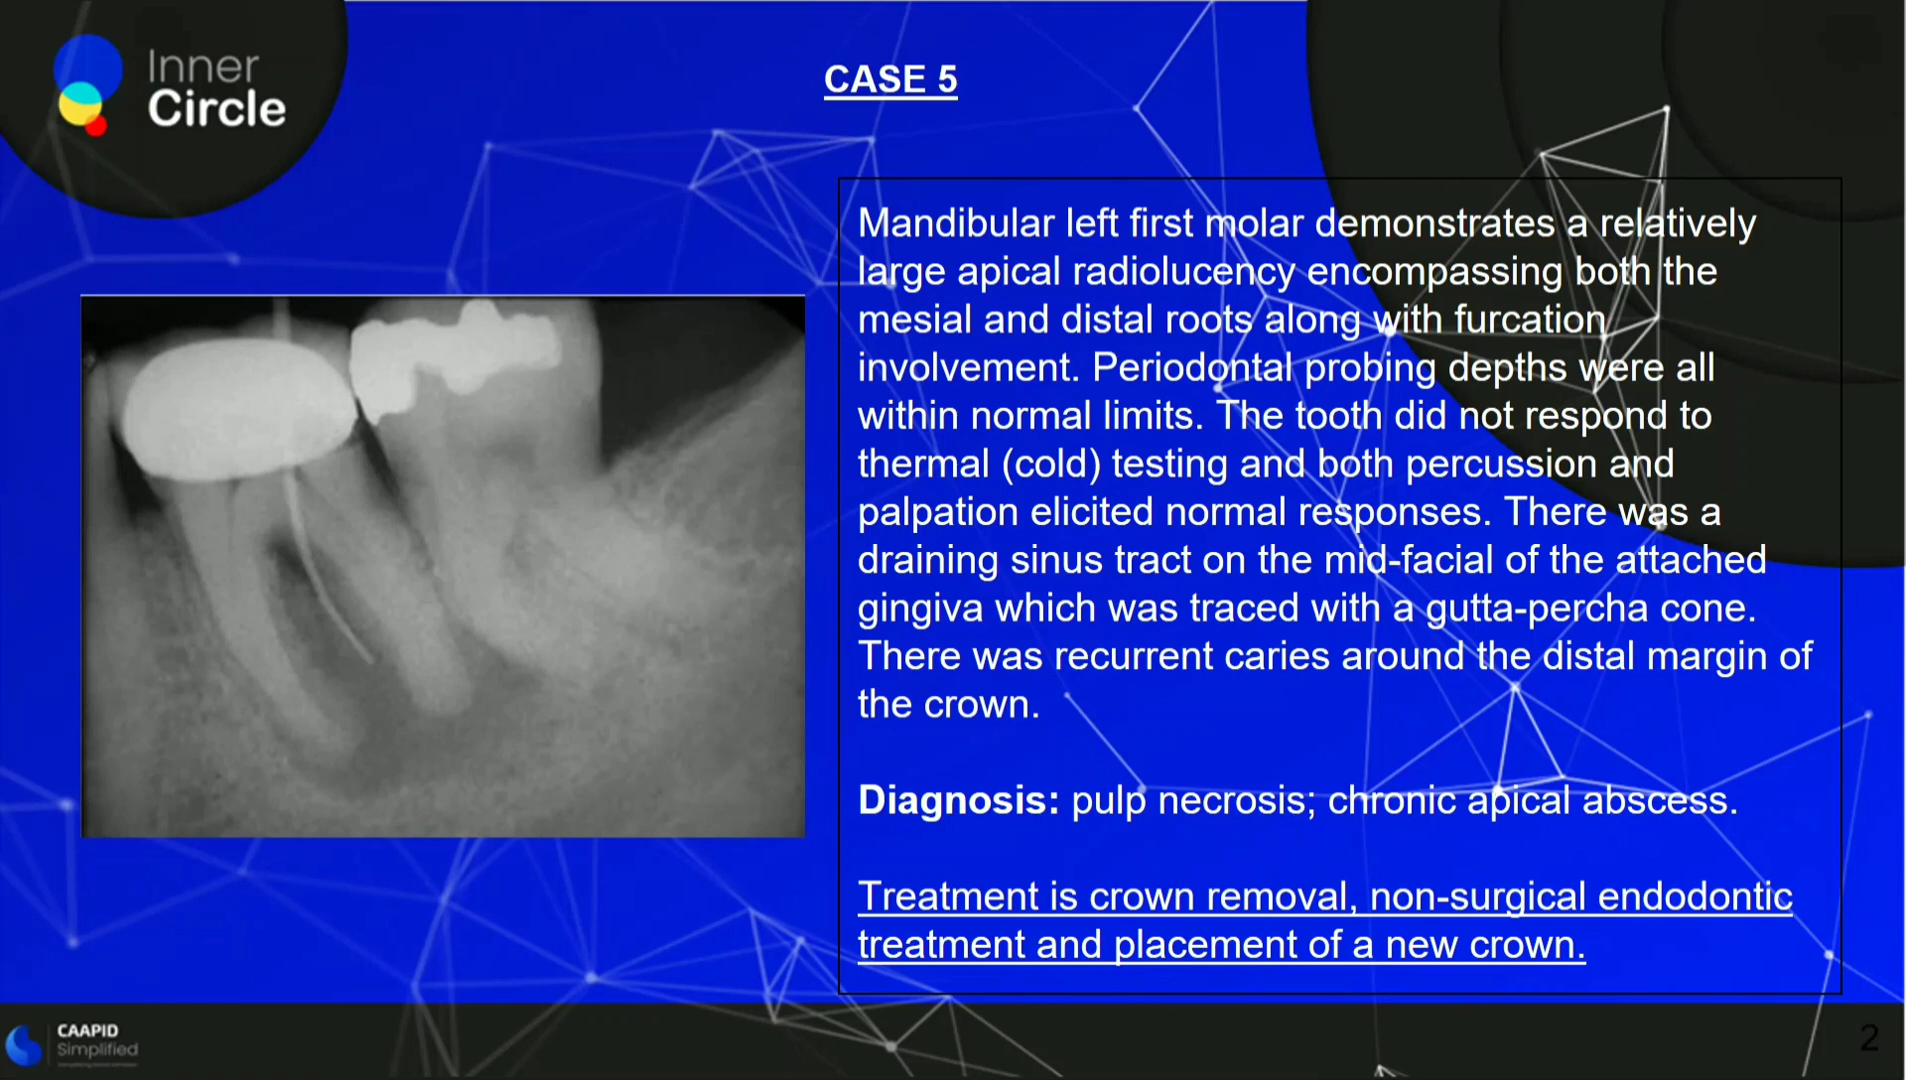 Inner
Circle
CASE 5
Mandibular left first molar demonstrates a relatively
large apical radiolucency encompassing both the
mesial and distal roots along with furcation
involvement. Periodontal probing depths were all
within normal limits. The tooth did not respond to
thermal (cold) testing and both percussion and
palpation elicited normal responses. There was a
draining sinus tract on the mid-facial of the attached
gingiva which was traced with a gutta-percha cone.
There was recurrent caries around the distal margin of
the crown.
Diagnosis: pulp necrosis; chronic apical abscess.
Treatment is crown removal, non-surgical endodontic
treatment and placement of a new crown.
CAAPID
Simplified
2